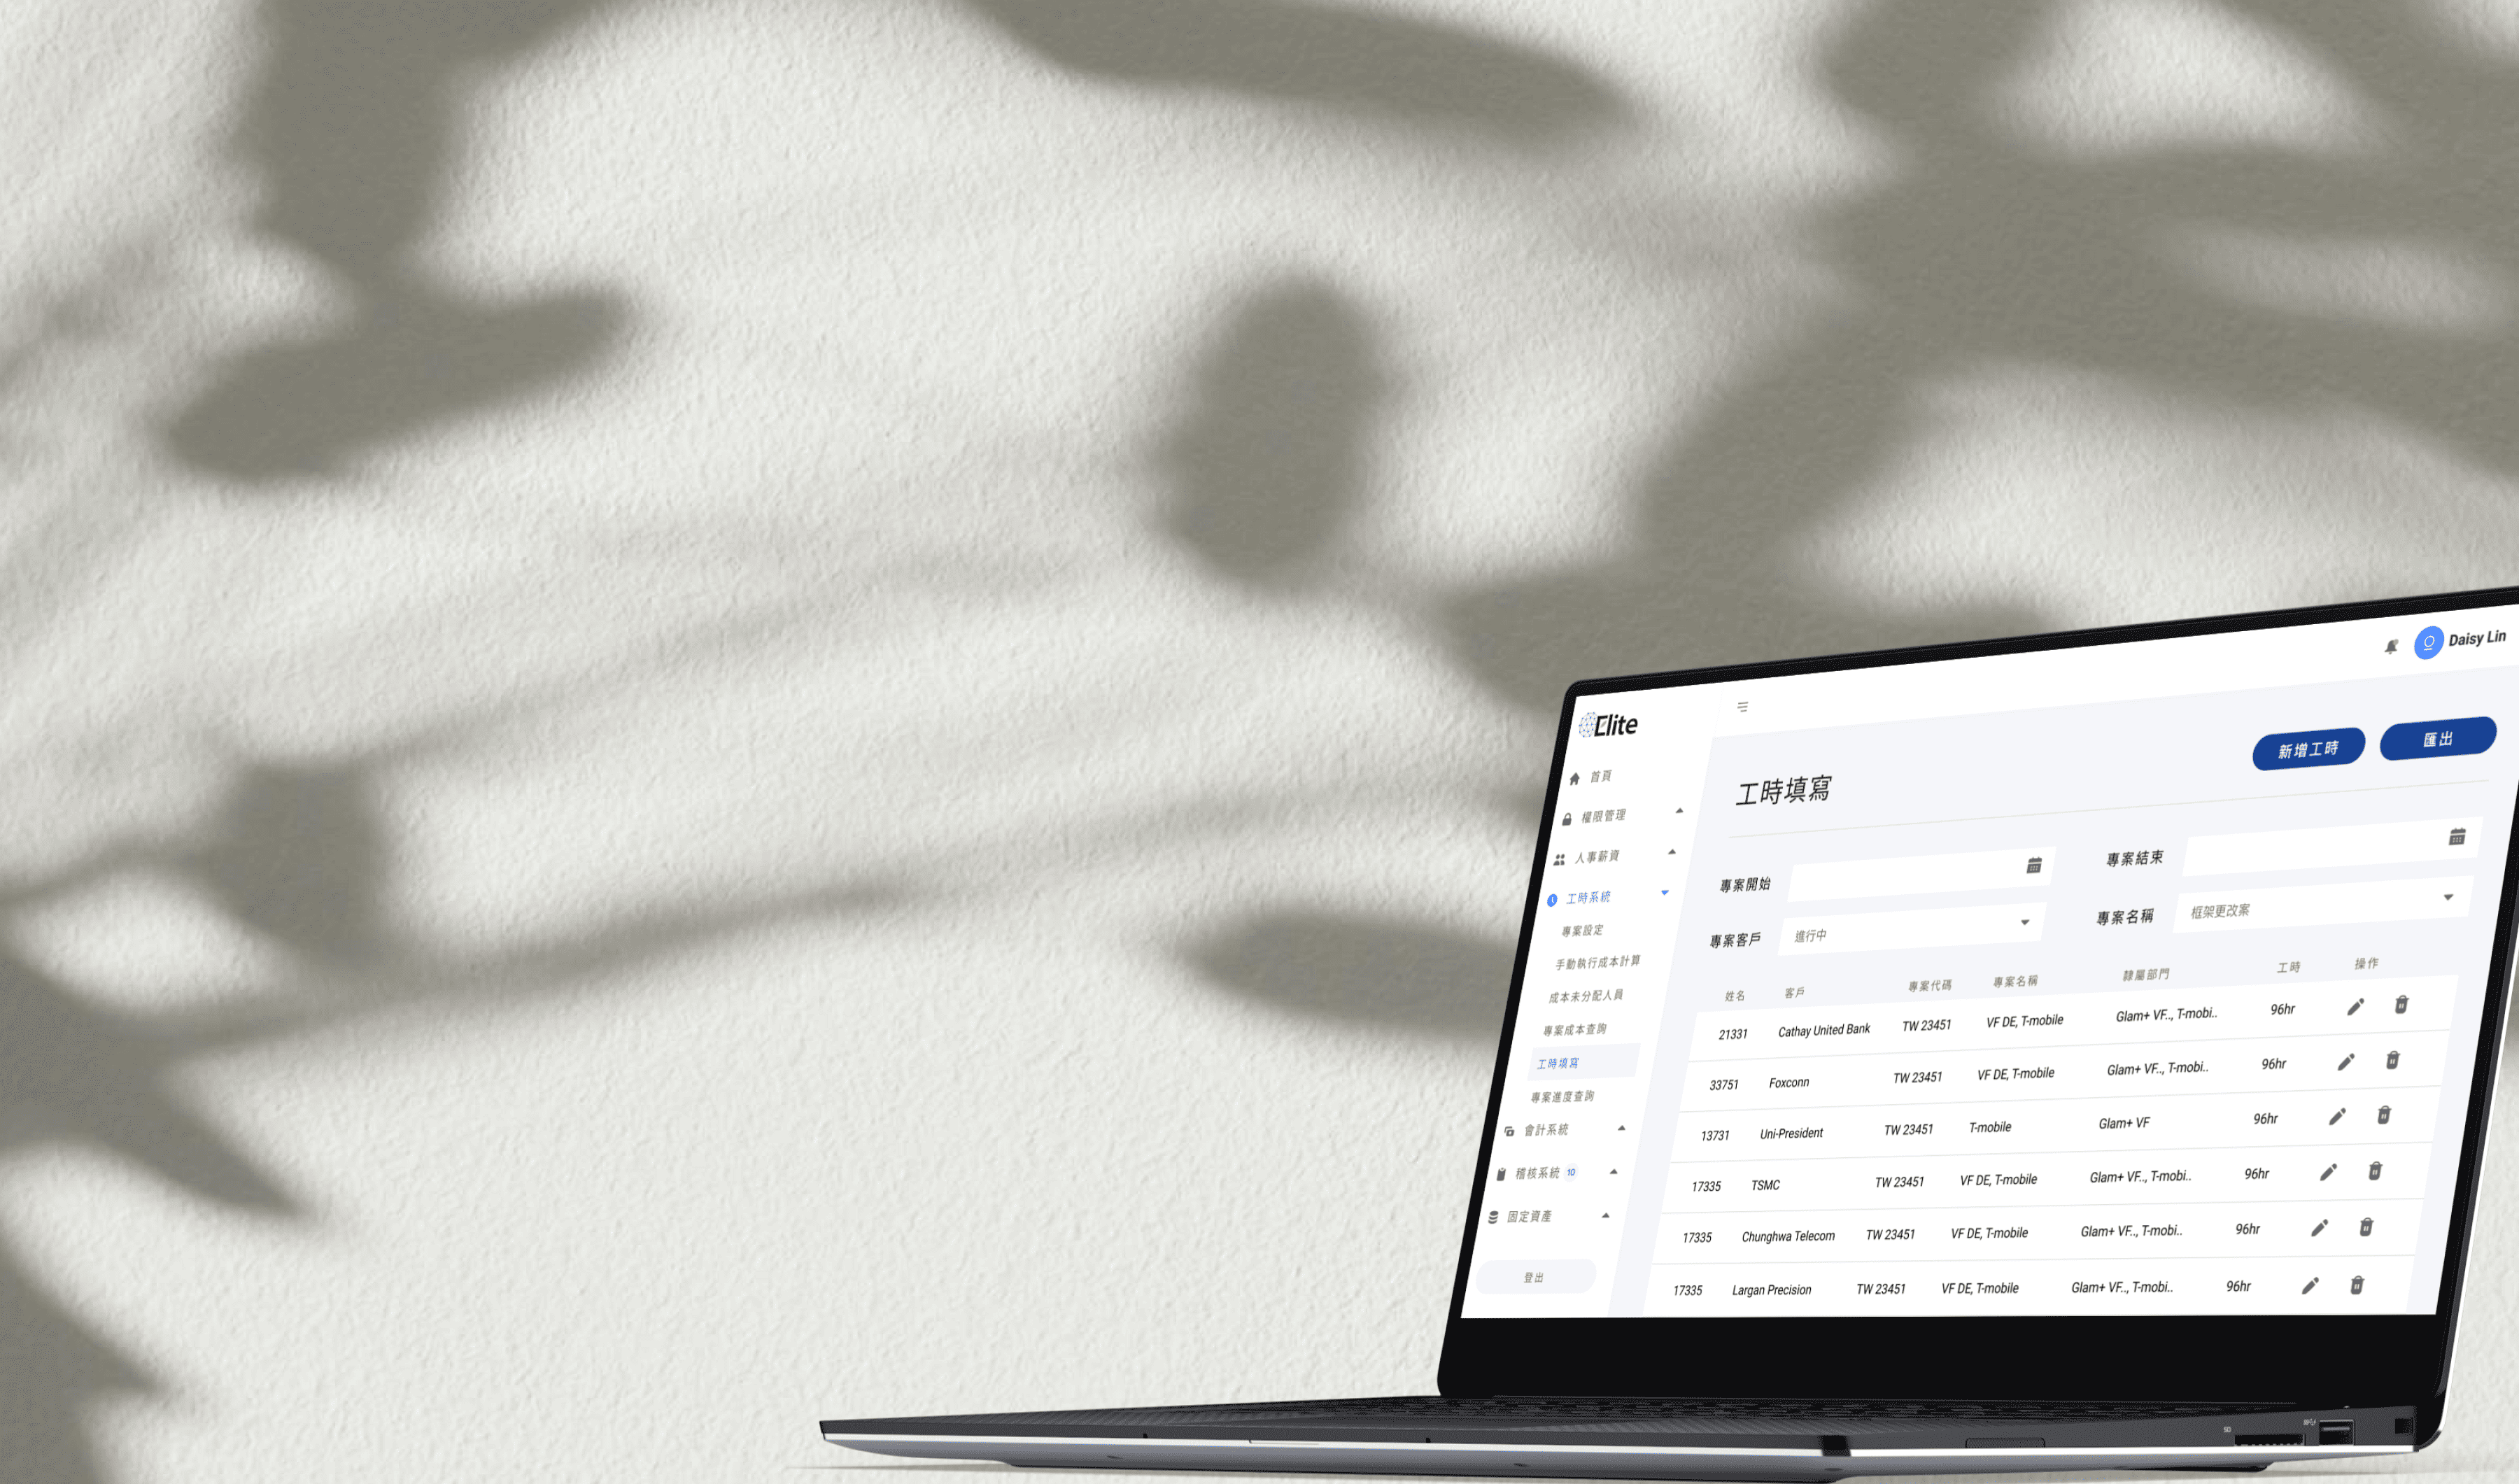 Elite
Daisy Lin
首頁
權限管理
人事薪資
工時系統
專案設定
手動執行成本計算
成本未分配人員
專案成本查詢
工時填寫
專案進度查詢
會計系統
稽核系統 10
固定資產
登出
工時填寫
新增工時 匯出
專案開始
專案結束
專案客戶 進行中
專案名稱 框架更改案
姓名 客戶 專案代碼 專案名稱 隸屬部門 工時 操作
21331 Cathay United Bank TW 23451 VF DE, T-mobile Glam+ VF.., T-mobi.. 96hr
33751 Foxconn TW 23451 VF DE, T-mobile Glam+ VF.., T-mobi.. 96hr
13731 Uni-President TW 23451 T-mobile Glam+ VF 96hr
17335 TSMC TW 23451 VF DE, T-mobile Glam+ VF.., T-mobi.. 96hr
17335 Chunghwa Telecom TW 23451 VF DE, T-mobile Glam+ VF.., T-mobi.. 96hr
17335 Largan Precision TW 23451 VF DE, T-mobile Glam+ VF.., T-mobi.. 96hr
SD